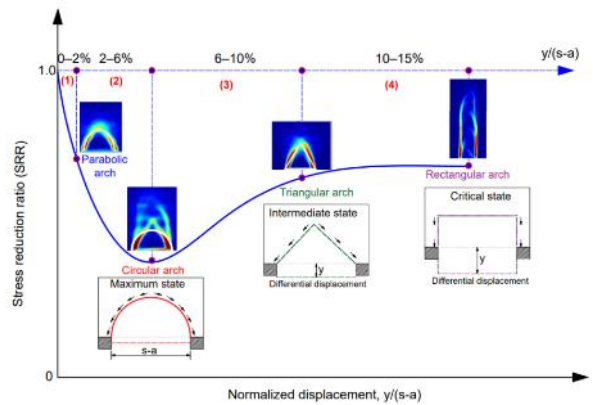 0–2% 2–6% 6–10% 10–15% y/(s-a)
1.0
(1) (2) (3) (4)
Parabolic
arch
Circular arch
Maximum state
s-a
Triangular arch
Intermediate state
y
Differential displacement
Rectangular arch
Critical state
y
Differential displacement
Stress reduction ratio (SRR)
0
Normalized displacement, y/(s-a)